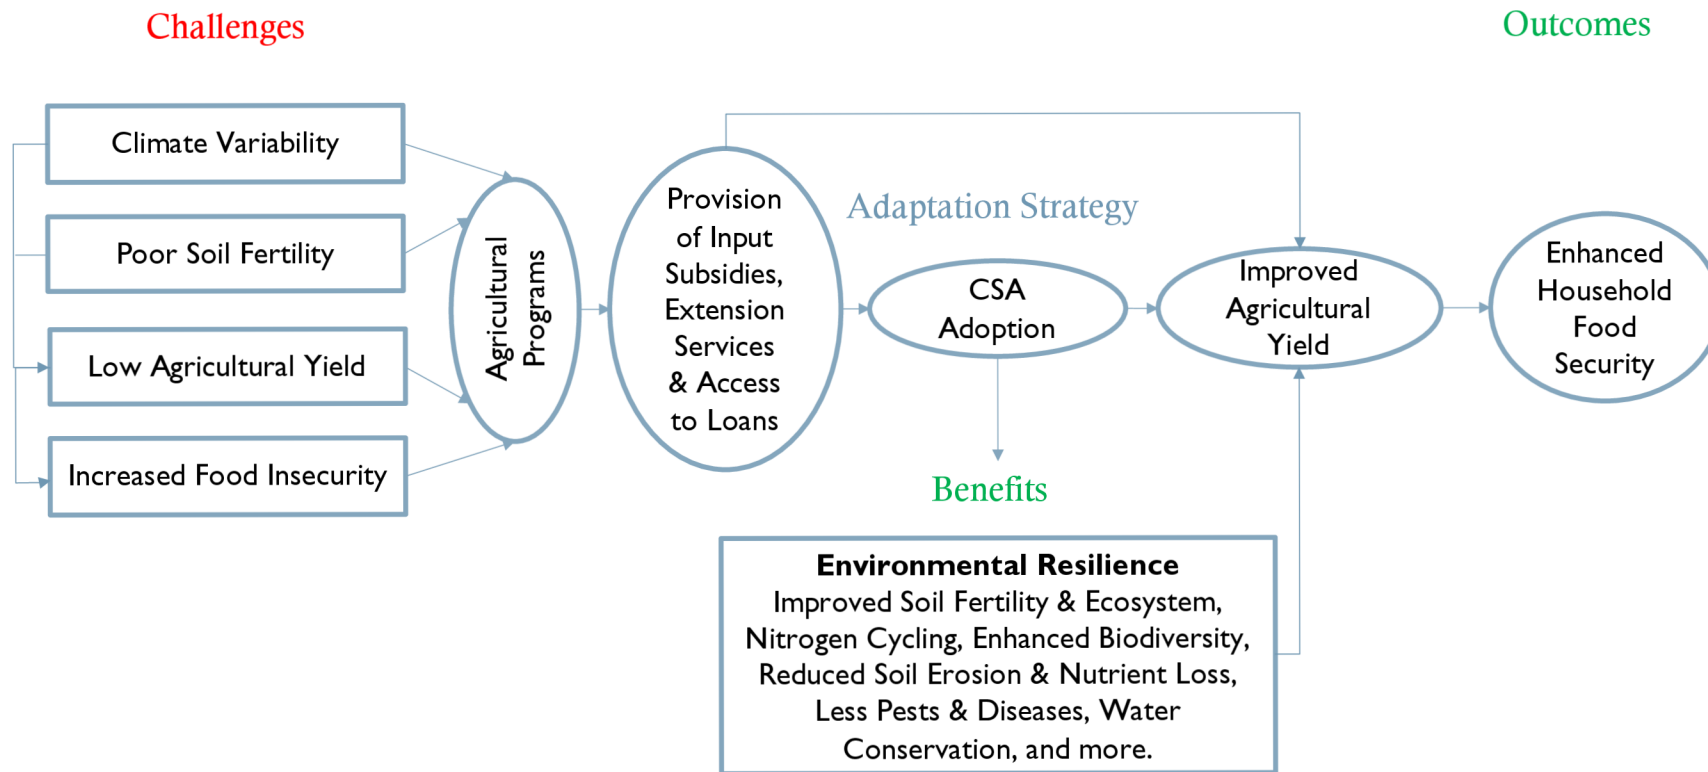 Challenges
Outcomes
Climate Variability
Poor Soil Fertility
Low Agricultural Yield
Increased Food Insecurity
Agricultural
Programs
Provision
of Input
Subsidies,
Extension
Services
& Access
to Loans
Adaptation Strategy
CSA
Adoption
Improved
Agricultural
Yield
Enhanced
Household
Food
Security
Benefits
Environmental Resilience
Improved Soil Fertility & Ecosystem,
Nitrogen Cycling, Enhanced Biodiversity,
Reduced Soil Erosion & Nutrient Loss,
Less Pests & Diseases, Water
Conservation, and more.